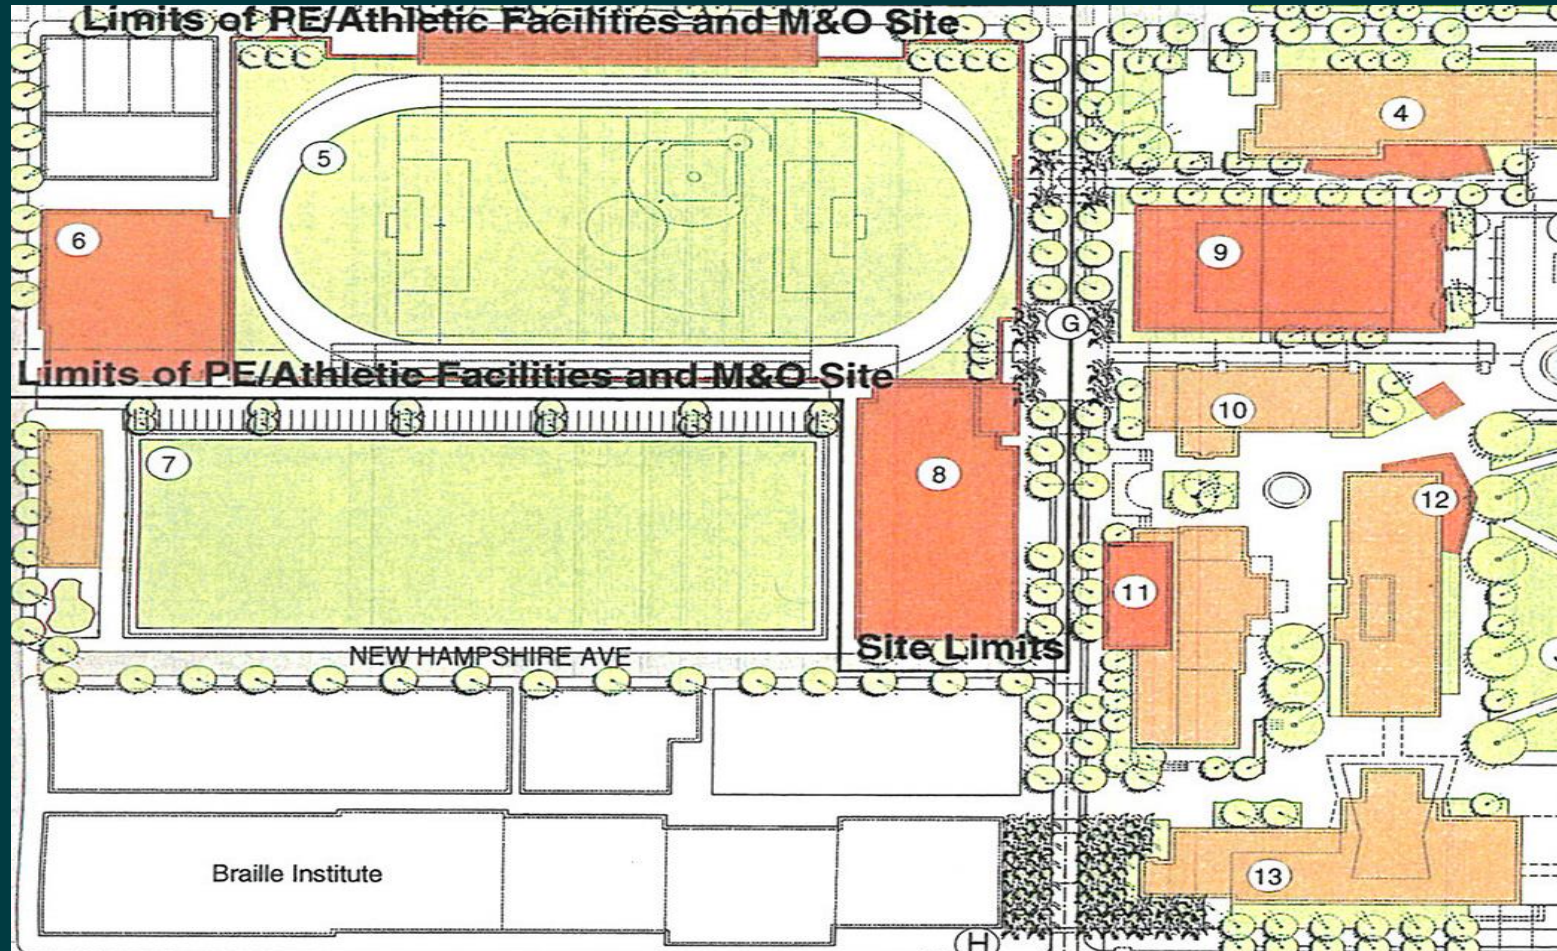 Limits of PE/Athletic Facilities and M&O Site
4
5
6
9
G
Limits of PE/Athletic Facilities and M&O Site
10
7
8
12
11
Site Limits
NEW HAMPSHIRE AVE
Braille Institute
13
H